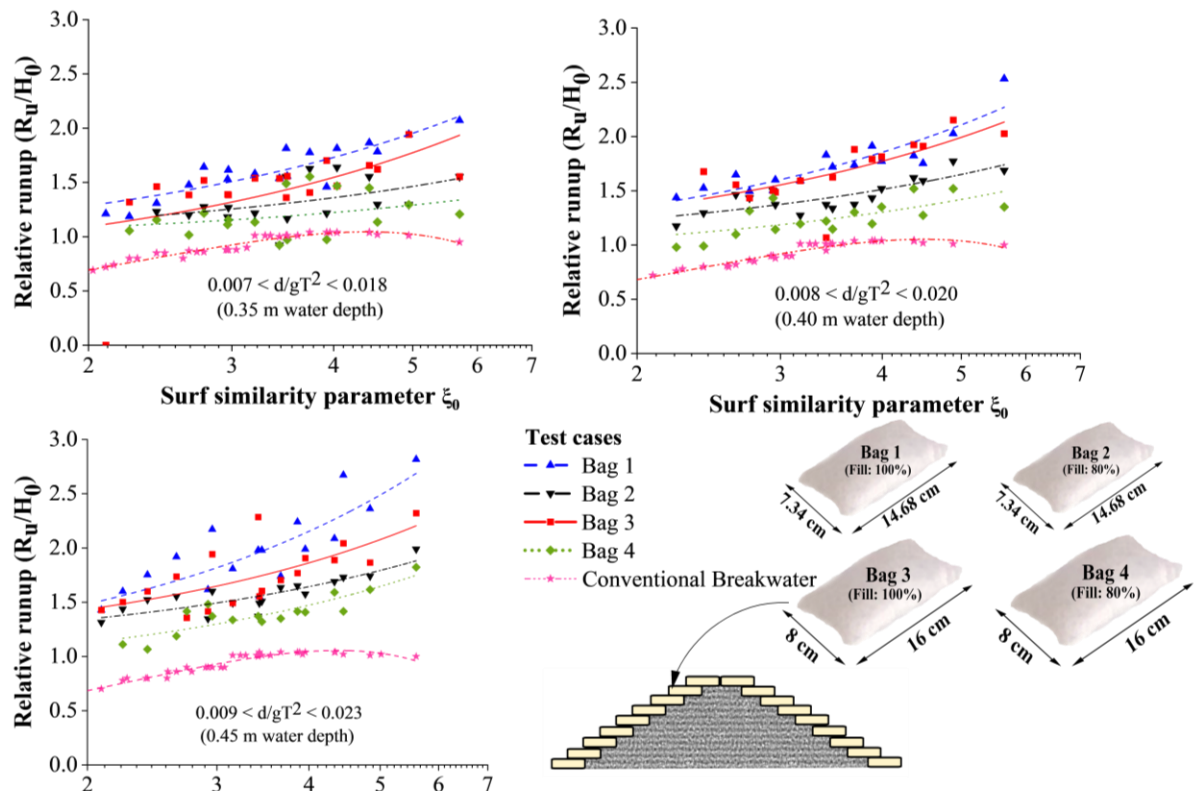 Relative runup (Ru/H0)
3.0
2.5
2.0
1.5
1.0
0.5
0.0
0.007 < d/gT2 < 0.018
(0.35 m water depth)
2 3 4 5 6 7
Surf similarity parameter ξ0
Relative runup (Ru/H0)
3.0
2.5
2.0
1.5
1.0
0.5
0.0
0.008 < d/gT2 < 0.020
(0.40 m water depth)
2 3 4 5 6 7
Surf similarity parameter ξ0
Relative runup (Ru/H0)
3.0
2.5
2.0
1.5
1.0
0.5
0.0
0.009 < d/gT2 < 0.023
(0.45 m water depth)
2 3 4 5 6 7
Test cases
Bag 1
Bag 2
Bag 3
Bag 4
Conventional Breakwater
Bag 1
(Fill: 100%)
7.34 cm
14.68 cm
Bag 2
(Fill: 80%)
7.34 cm
14.68 cm
Bag 3
(Fill: 100%)
8 cm
16 cm
Bag 4
(Fill: 80%)
8 cm
16 cm